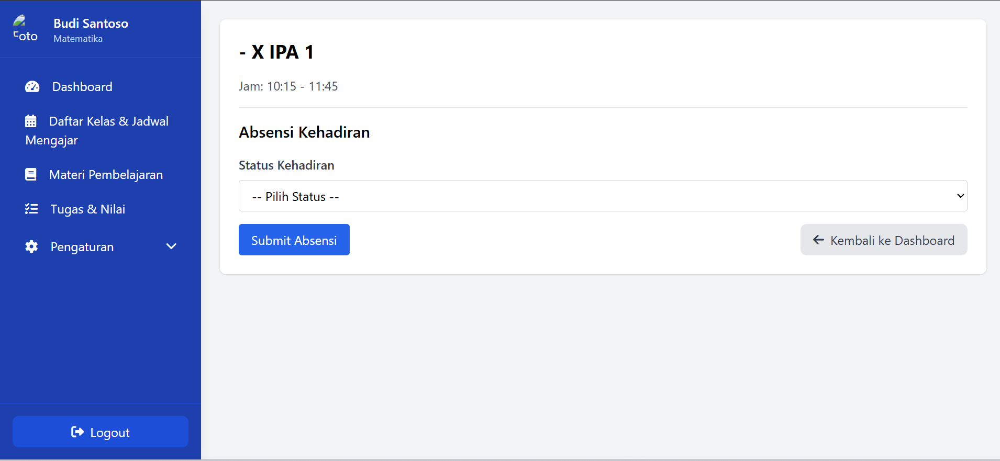 Foto
Budi Santoso
Matematika
Dashboard
Daftar Kelas & Jadwal
Mengajar
Materi Pembelajaran
Tugas & Nilai
Pengaturan
Logout
- X IPA 1
Jam: 10:15 - 11:45
Absensi Kehadiran
Status Kehadiran
-- Pilih Status --
Submit Absensi
Kembali ke Dashboard